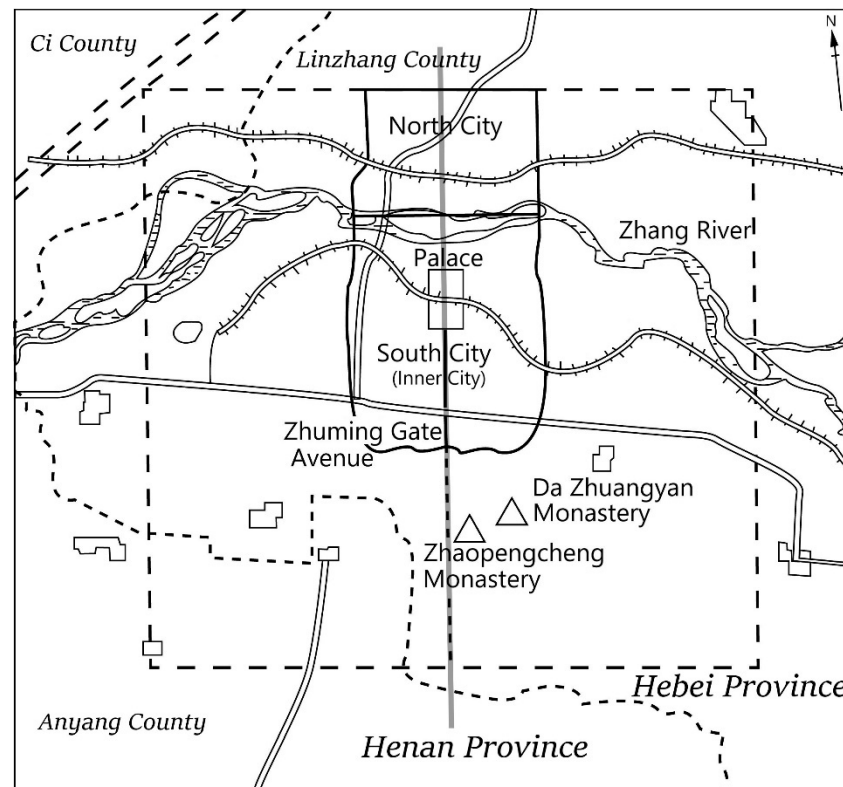 N
Ci County
Linzhang County
North City
Zhang River
Palace
South City
(Inner City)
Zhuming Gate
Avenue
Da Zhuangyan
Monastery
Zhaopengcheng
Monastery
Hebei Province
Anyang County
Henan Province